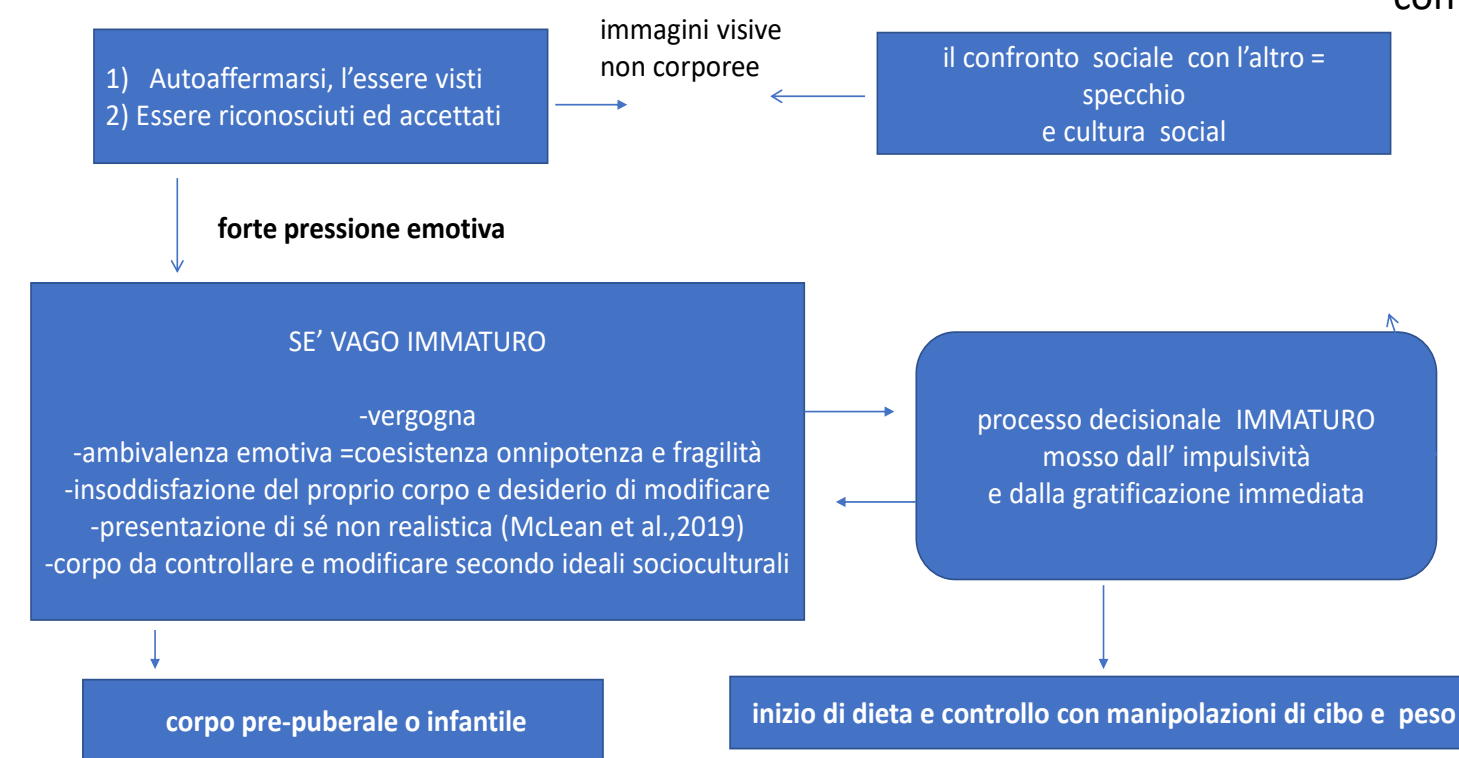 com
immagini visive
non corporee
1) Autoaffermarsi, l’essere visti
2) Essere riconosciuti ed accettati
il confronto sociale con l’altro =
specchio
e cultura social
forte pressione emotiva
SE’ VAGO IMMATURO
-vergogna
-ambivalenza emotiva =coesistenza onnipotenza e fragilità
-insoddisfazione del proprio corpo e desiderio di modificare
-presentazione di sé non realistica (McLean et al.,2019)
-corpo da controllare e modificare secondo ideali socioculturali
processo decisionale IMMATURO
mosso dall’ impulsività
e dalla gratificazione immediata
corpo pre-puberale o infantile
inizio di dieta e controllo con manipolazioni di cibo e peso